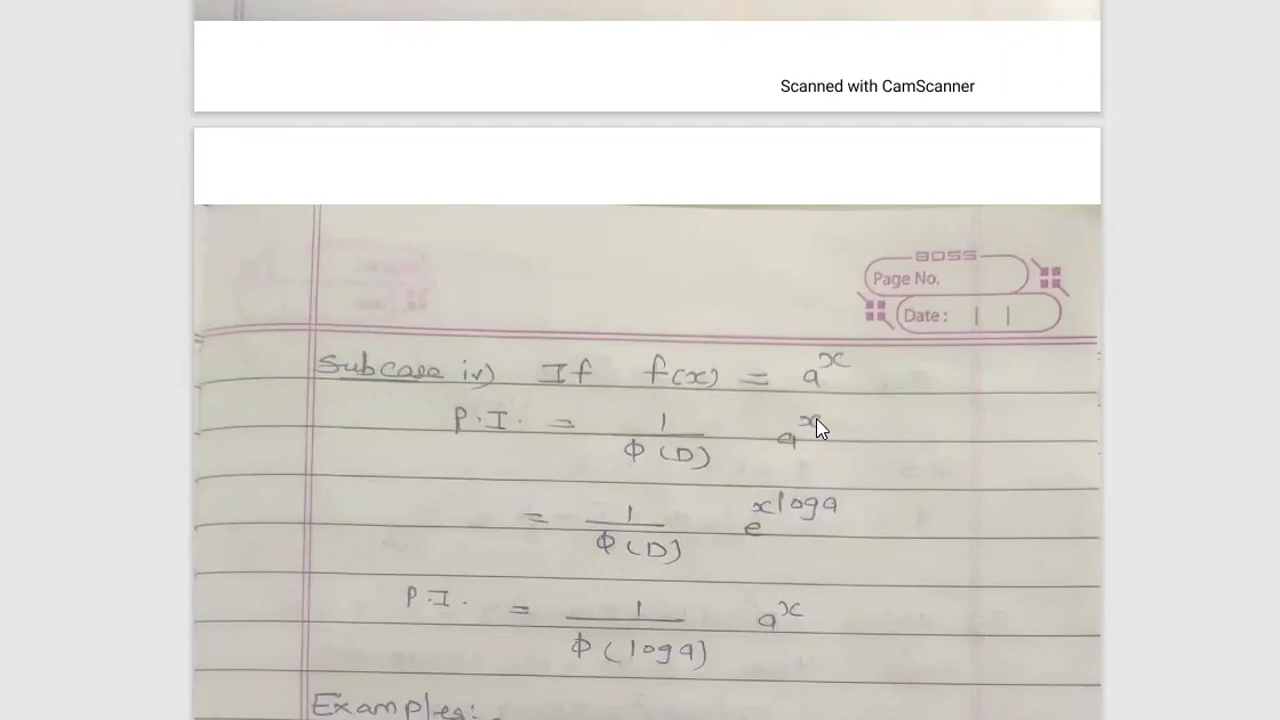 Scanned with CamScanner
BOSS
Page No.
Date : | |
Subcase iv) If f(x) = a^x
P.I. = 1/ϕ(D) a^x
= 1/ϕ(D) e^{x log a}
P.I. = 1/ϕ(log a) a^x
Examples:-